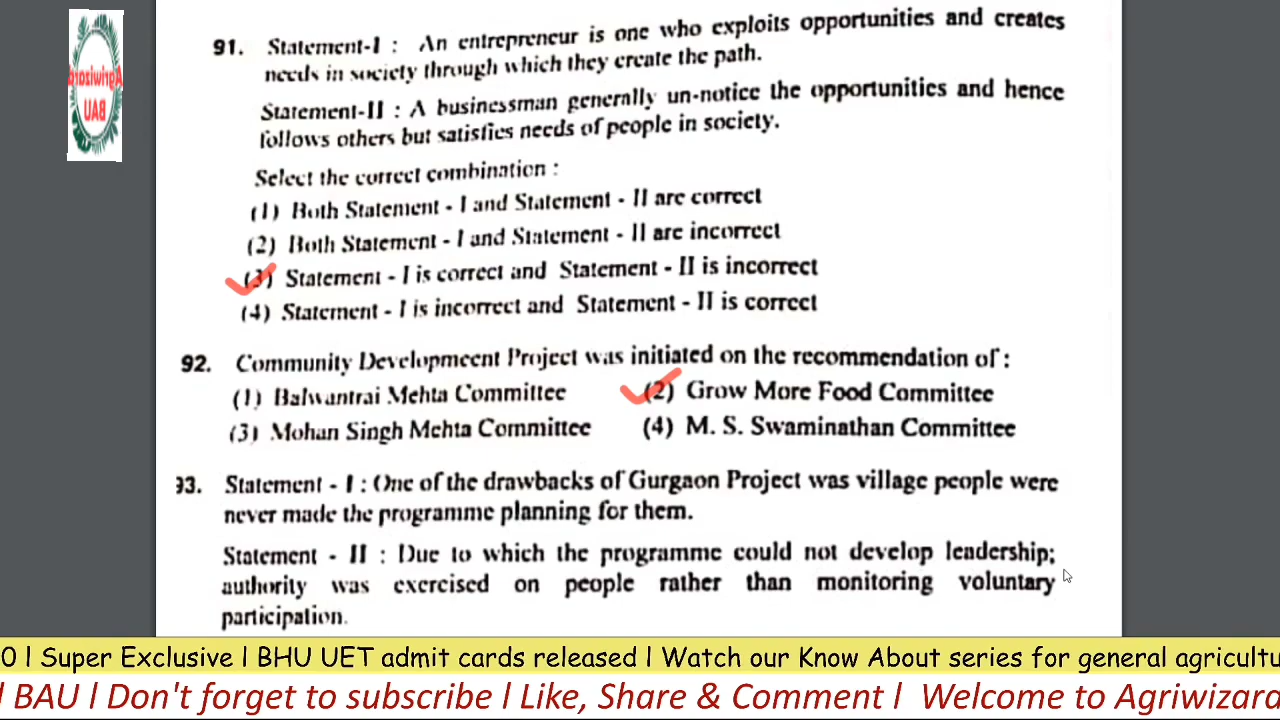 Agriwizard
BAU
91. Statement-I : An entrepreneur is one who exploits opportunities and creates
needs in society through which they create the path.
Statement-II : A businessman generally un-notice the opportunities and hence
follows others but satisfies needs of people in society.
Select the correct combination :
(1) Both Statement - I and Statement - II are correct
(2) Both Statement - I and Statement - II are incorrect
(3) Statement - I is correct and Statement - II is incorrect
(4) Statement - I is incorrect and Statement - II is correct
92. Community Development Project was initiated on the recommendation of :
(1) Balwantrai Mehta Committee (2) Grow More Food Committee
(3) Mohan Singh Mehta Committee (4) M. S. Swaminathan Committee
93. Statement - I : One of the drawbacks of Gurgaon Project was village people were
never made the programme planning for them.
Statement - II : Due to which the programme could not develop leadership;
authority was exercised on people rather than monitoring voluntary
participation.
0 l Super Exclusive l BHU UET admit cards released l Watch our Know About series for general agricultu
l BAU l Don't forget to subscribe l Like, Share & Comment l Welcome to Agriwizard